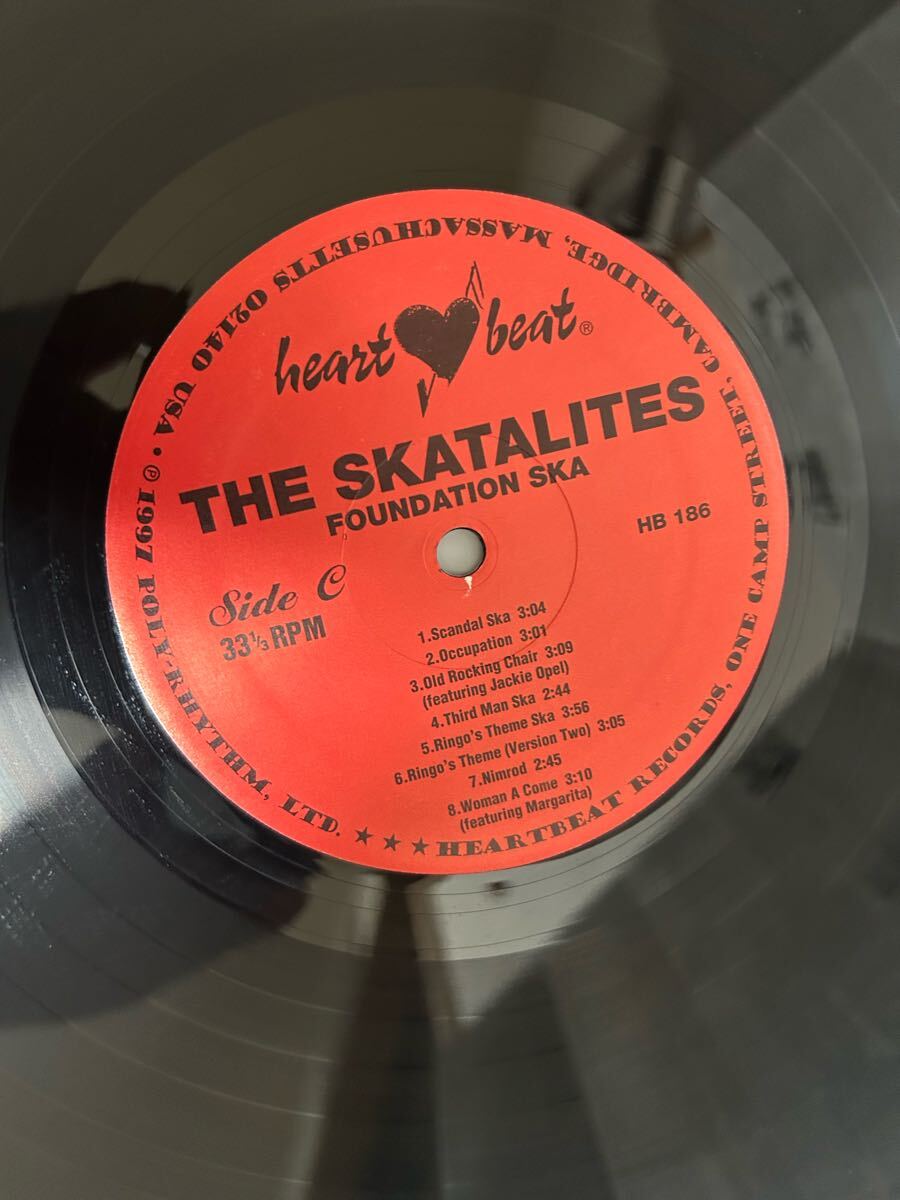 heart beat®
THE SKATALITES
FOUNDATION SKA
HB 186
Side C
33⅓ RPM
1.Scandal Ska 3:04
2.Occupation 3:01
3.Old Rocking Chair 3:09
(featuring Jackie Opel)
4.Third Man Ska 2:44
5.Ringo's Theme Ska 3:56
6.Ringo's Theme (Version Two) 3:05
7.Nimrod 2:45
8.Woman A Come 3:10
(featuring Margarita)
℗ 1997 POLY-RHYTHM, LTD. ★ ★ ★ HEARTBEAT RECORDS, ONE CAMP STREET, CAMBRIDGE, MASSACHUSETTS 02140 USA •